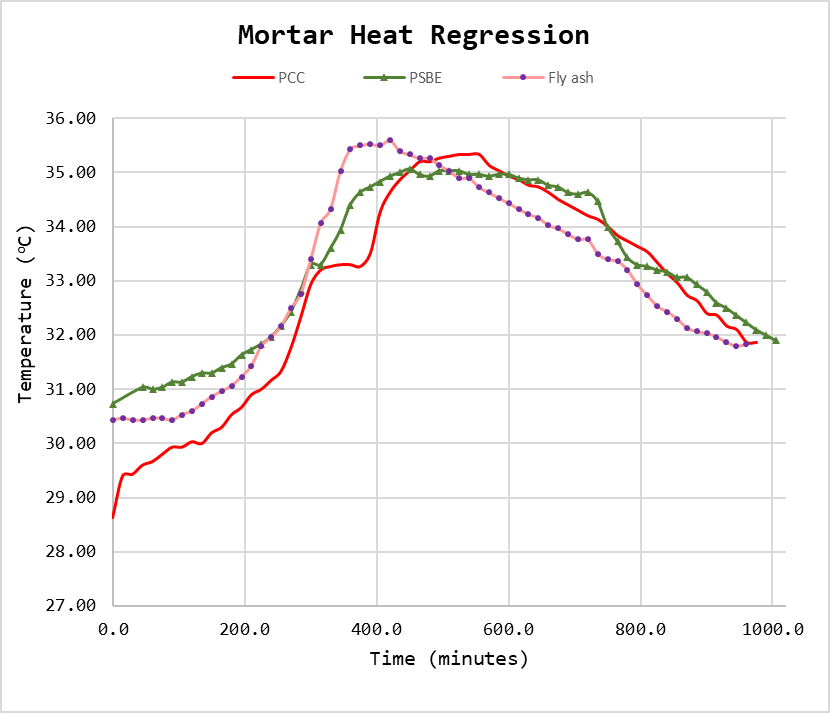 Mortar Heat Regression
PCC PSBE Fly ash
36.00
35.00
34.00
33.00
32.00
31.00
30.00
29.00
28.00
27.00
Temperature (°C)
0.0 200.0 400.0 600.0 800.0 1000.0
Time (minutes)